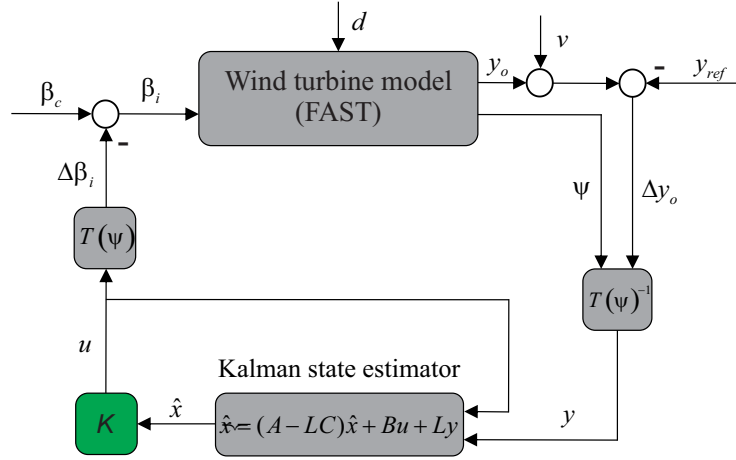 d
v
β_c
β_i
Wind turbine model
(FAST)
y_o
-
y_ref
-
Δβ_i
ψ
Δy_o
T(ψ)
T(ψ)^{-1}
u
Kalman state estimator
K
x̂
x̂ = (A − LC)x̂ + Bu + Ly
y